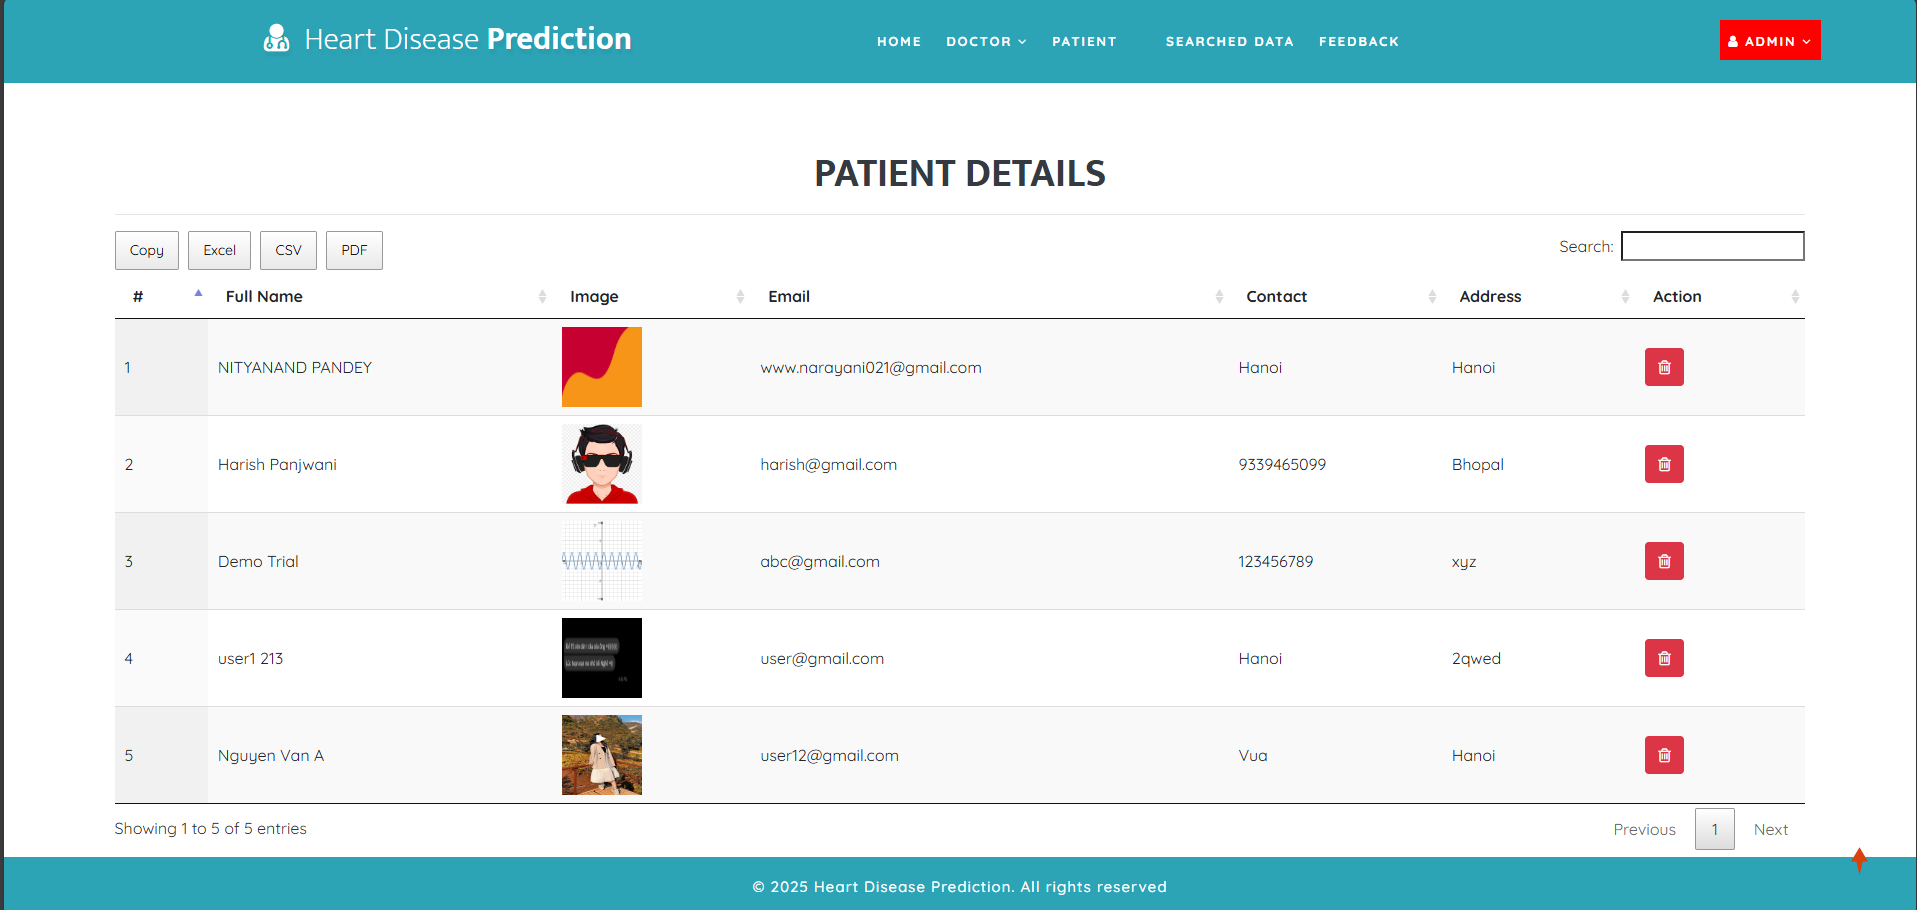 Heart Disease Prediction
HOME DOCTOR PATIENT SEARCHED DATA FEEDBACK
ADMIN
PATIENT DETAILS
Copy Excel CSV PDF
Search:
# Full Name Image Email Contact Address Action
1 NITYANAND PANDEY www.narayani021@gmail.com Hanoi Hanoi
2 Harish Panjwani harish@gmail.com 9339465099 Bhopal
3 Demo Trial abc@gmail.com 123456789 xyz
4 user1 213 user@gmail.com Hanoi 2qwed
5 Nguyen Van A user12@gmail.com Vua Hanoi
Showing 1 to 5 of 5 entries
Previous 1 Next
© 2025 Heart Disease Prediction. All rights reserved